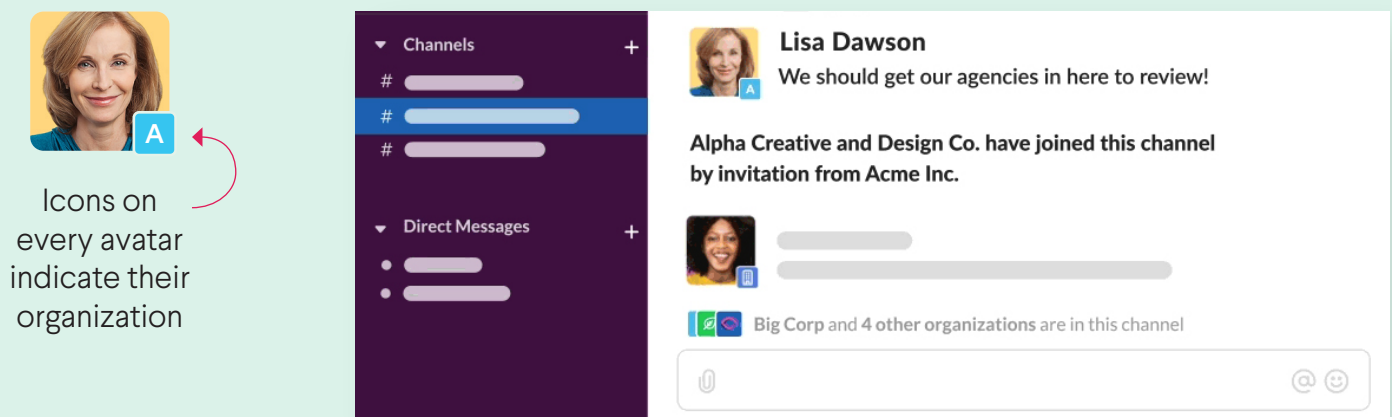 A
Icons on
every avatar
indicate their
organization
Channels
#
#
#
Direct Messages
Lisa Dawson
We should get our agencies in here to review!
A
Alpha Creative and Design Co. have joined this channel
by invitation from Acme Inc.
Big Corp and 4 other organizations are in this channel
@